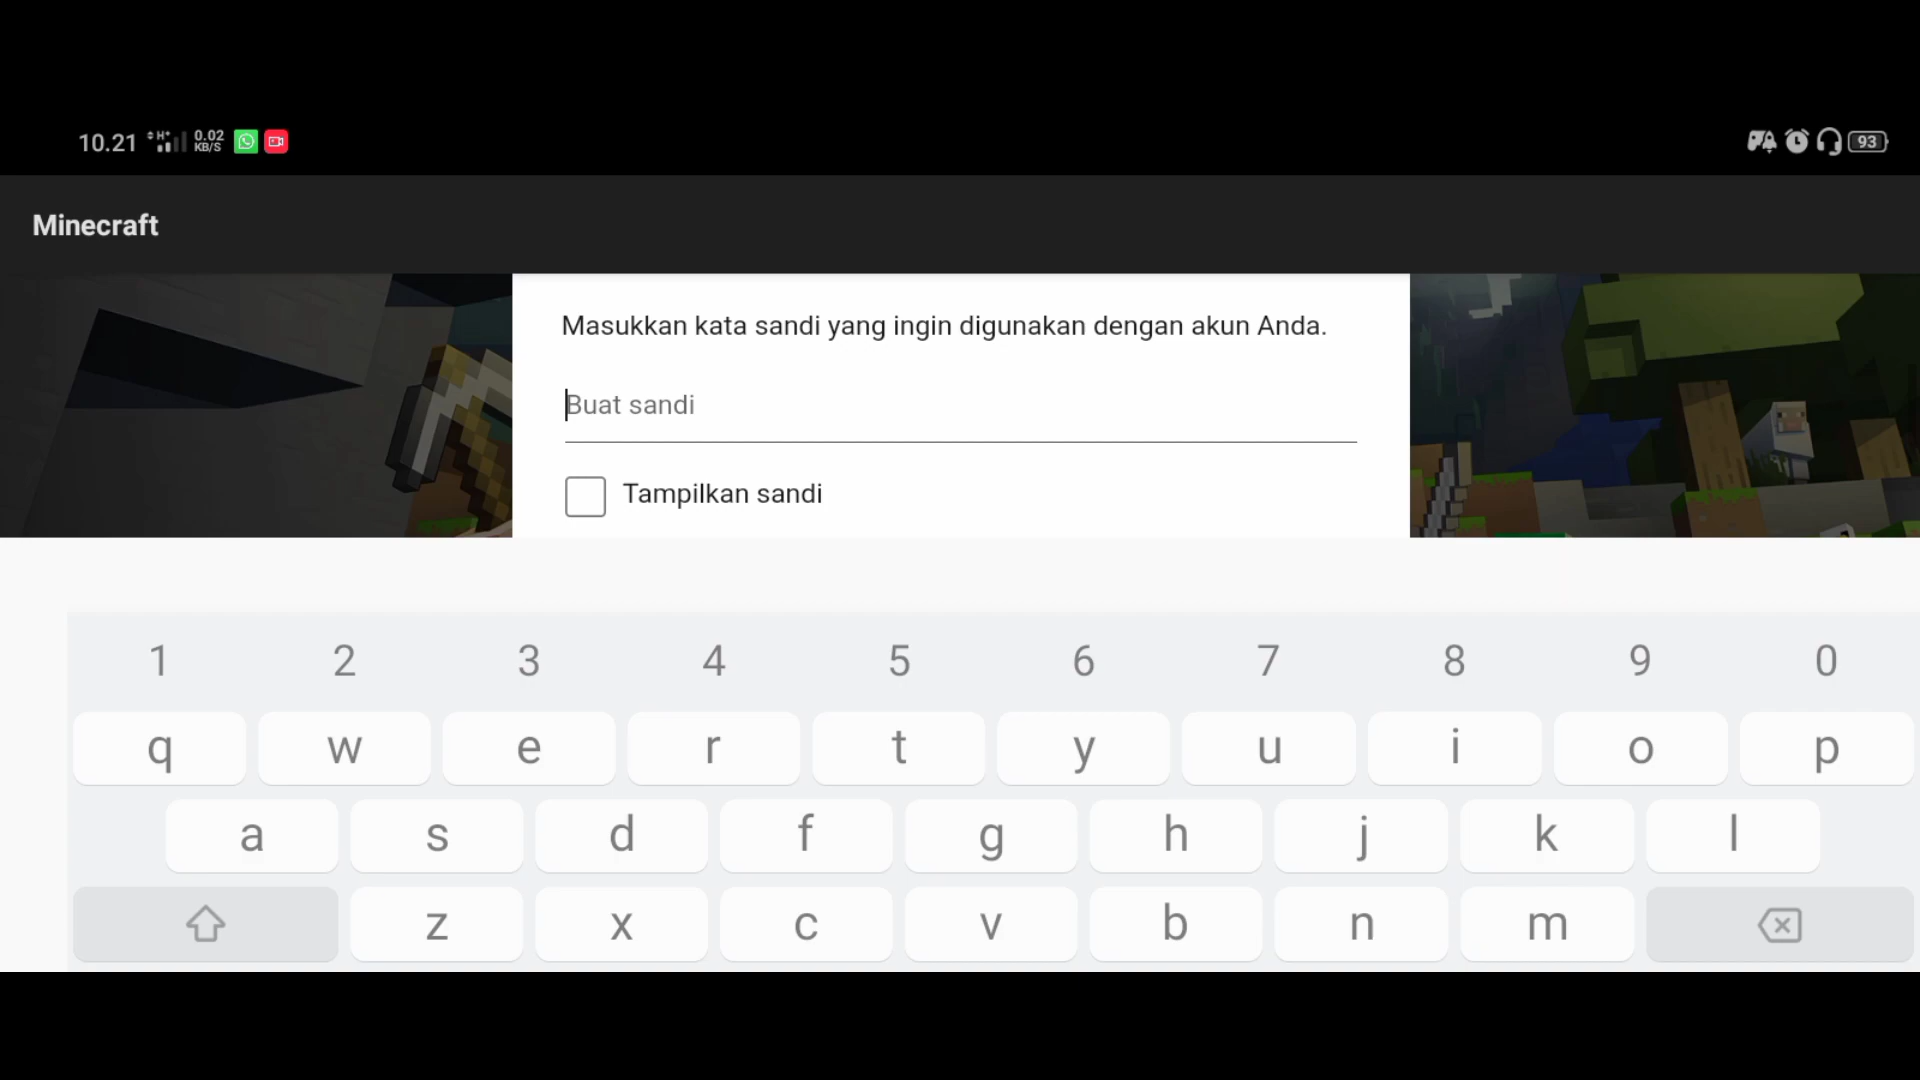 10.21 H+ 0.02 KB/S 93
Minecraft
Masukkan kata sandi yang ingin digunakan dengan akun Anda.
Buat sandi
Tampilkan sandi
1 2 3 4 5 6 7 8 9 0
q w e r t y u i o p
a s d f g h j k l
z x c v b n m